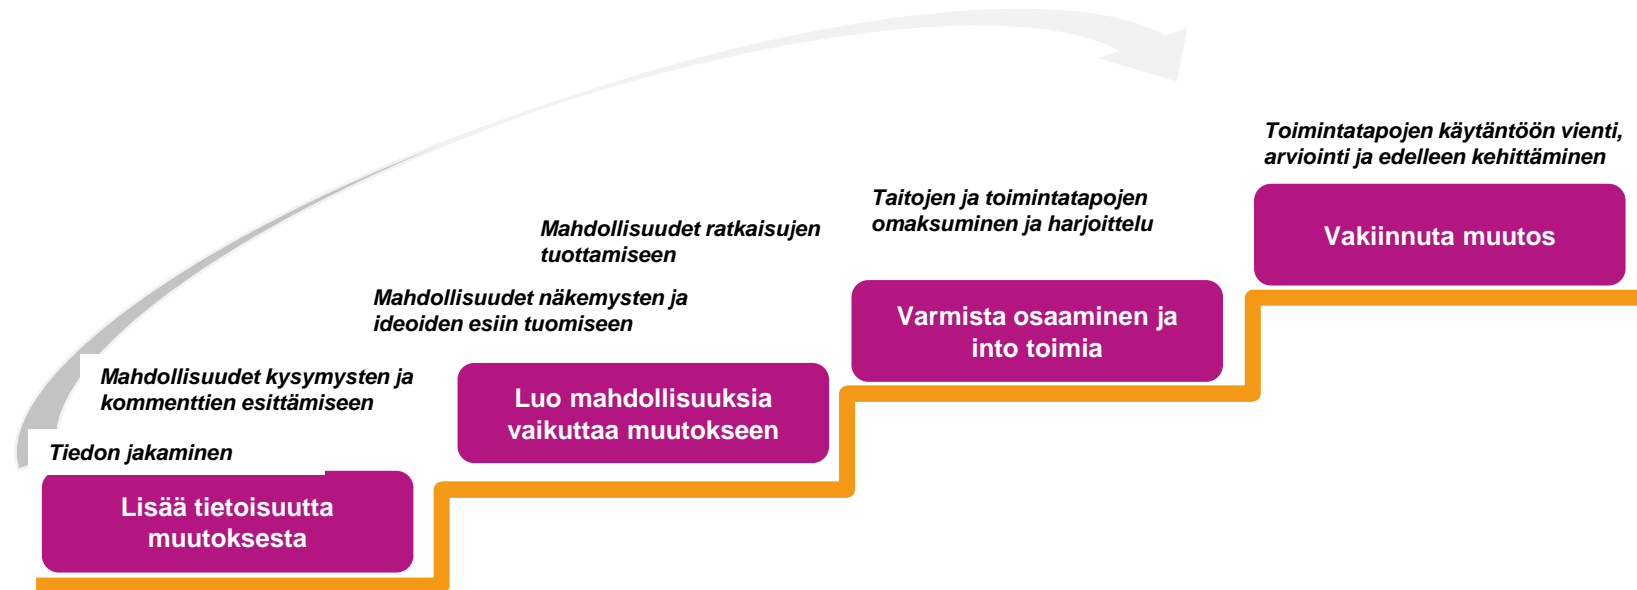 Tiedon jakaminen
Lisää tietoisuutta
muutoksesta
Mahdollisuudet kysymysten ja
kommenttien esittämiseen
Mahdollisuudet näkemysten ja
ideoiden esiin tuomiseen
Luo mahdollisuuksia
vaikuttaa muutokseen
Mahdollisuudet ratkaisujen
tuottamiseen
Taitojen ja toimintatapojen
omaksuminen ja harjoittelu
Varmista osaaminen ja
into toimia
Toimintatapojen käytäntöön vienti,
arviointi ja edelleen kehittäminen
Vakiinnuta muutos